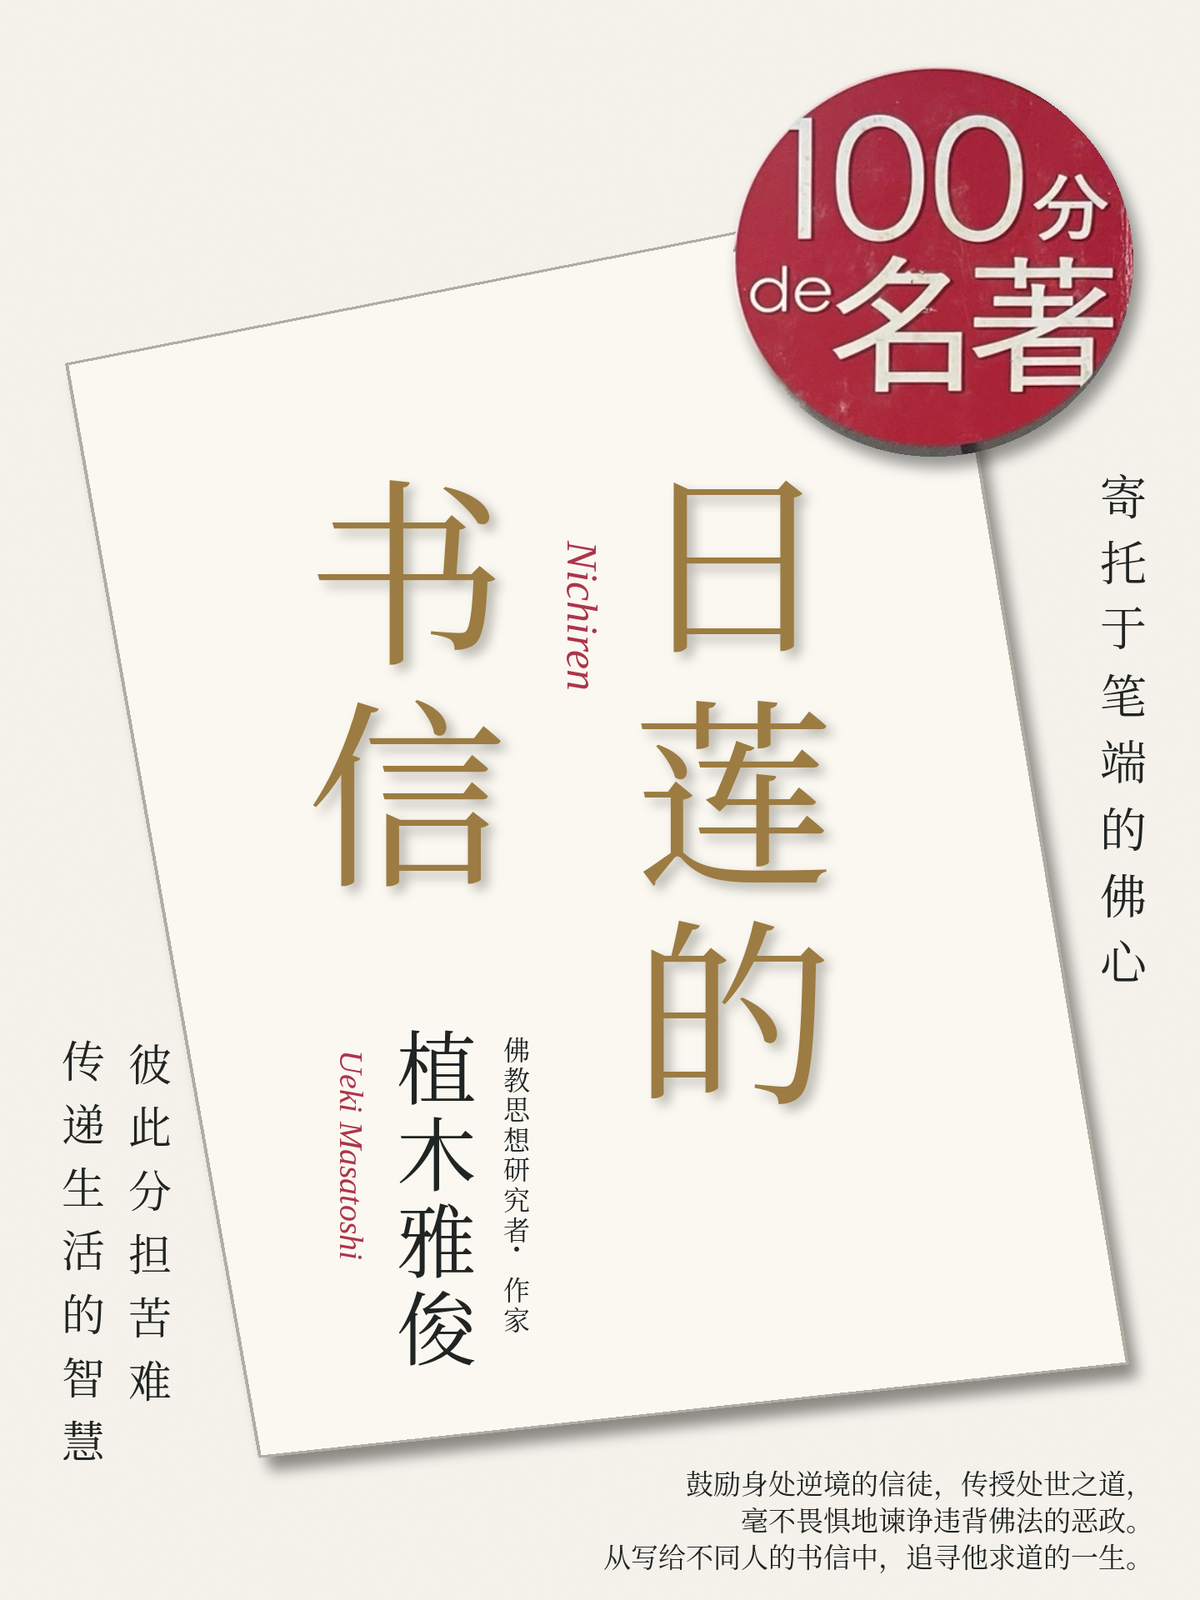 100分
de名著
寄托于笔端的佛心
日莲的
Nichiren
书信
佛教思想研究者·作家
植木雅俊
Ueki Masatoshi
彼此分担苦难
传递生活的智慧
鼓励身处逆境的信徒，传授处世之道，
毫不畏惧地谏诤违背佛法的恶政。
从写给不同人的书信中，追寻他求道的一生。